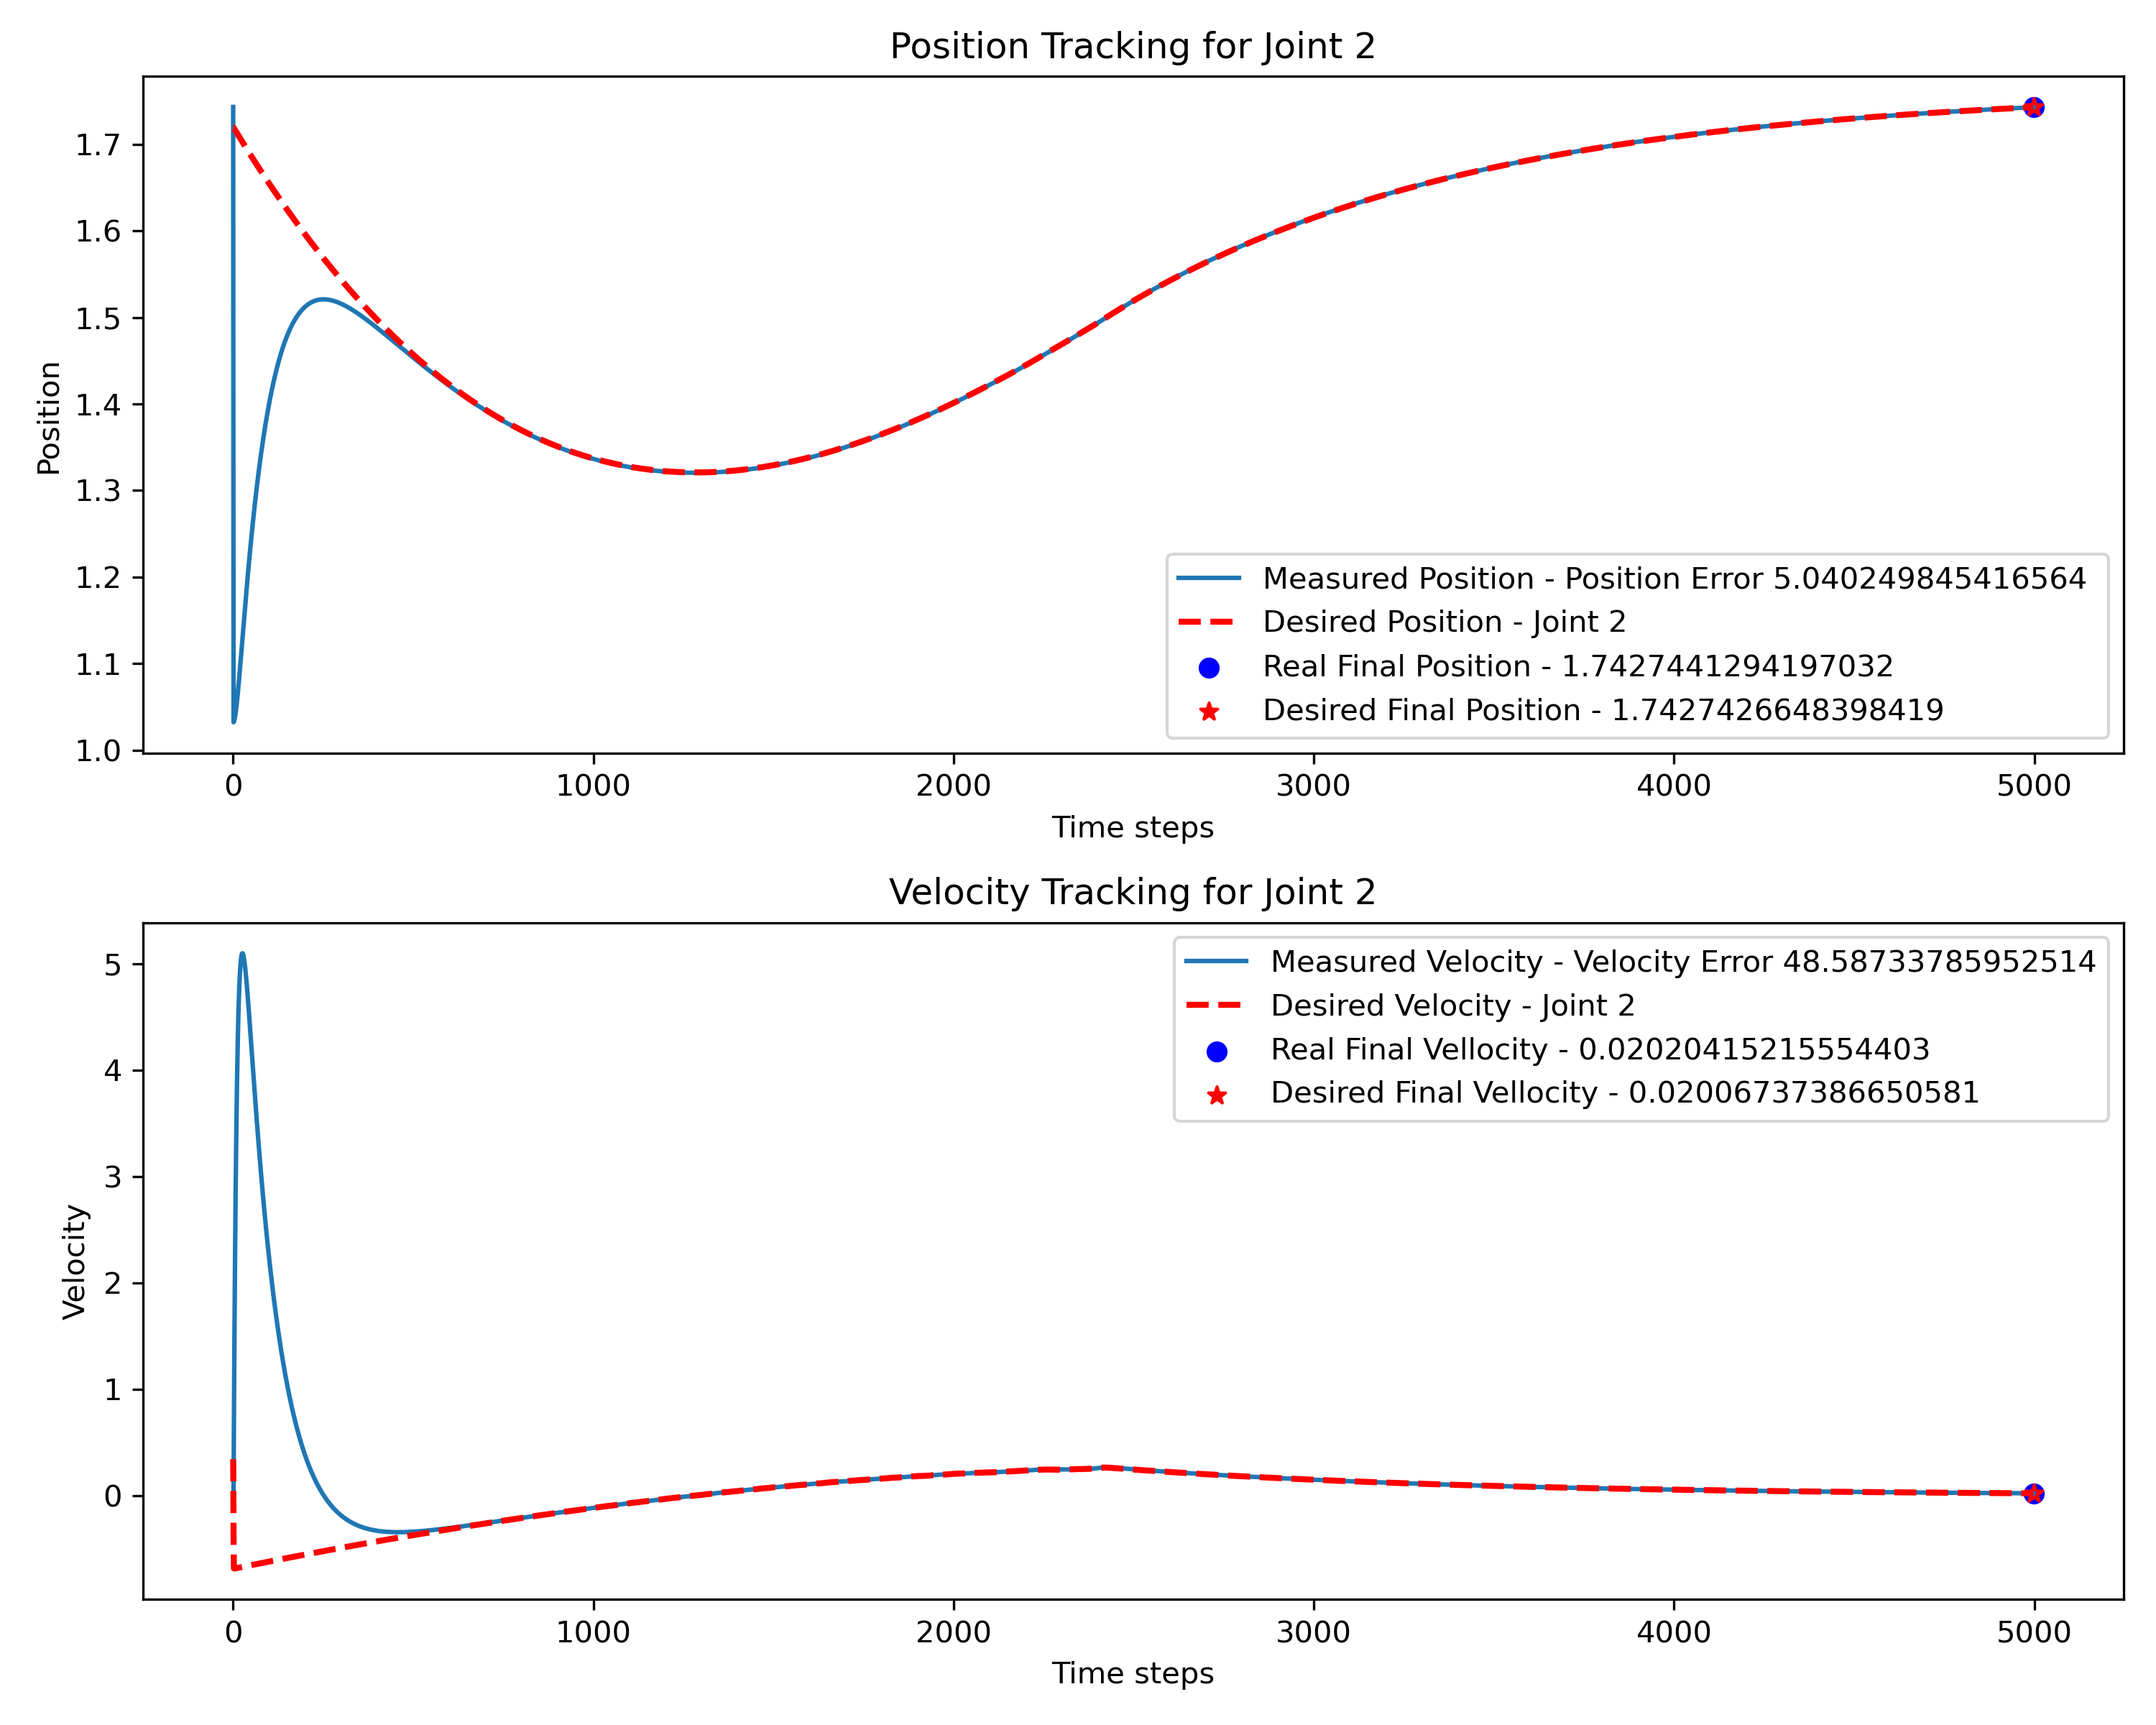 Position Tracking for Joint 2
1.7
1.6
1.5
1.4
1.3
1.2
1.1
1.0
Position
Measured Position - Position Error 5.040249845416564
Desired Position - Joint 2
Real Final Position - 1.7427441294197032
Desired Final Position - 1.7427426648398419
0 1000 2000 3000 4000 5000
Time steps
Velocity Tracking for Joint 2
5
4
3
2
1
0
Velocity
Measured Velocity - Velocity Error 48.58733785952514
Desired Velocity - Joint 2
Real Final Vellocity - 0.02020415215554403
Desired Final Vellocity - 0.02006737386650581
0 1000 2000 3000 4000 5000
Time steps